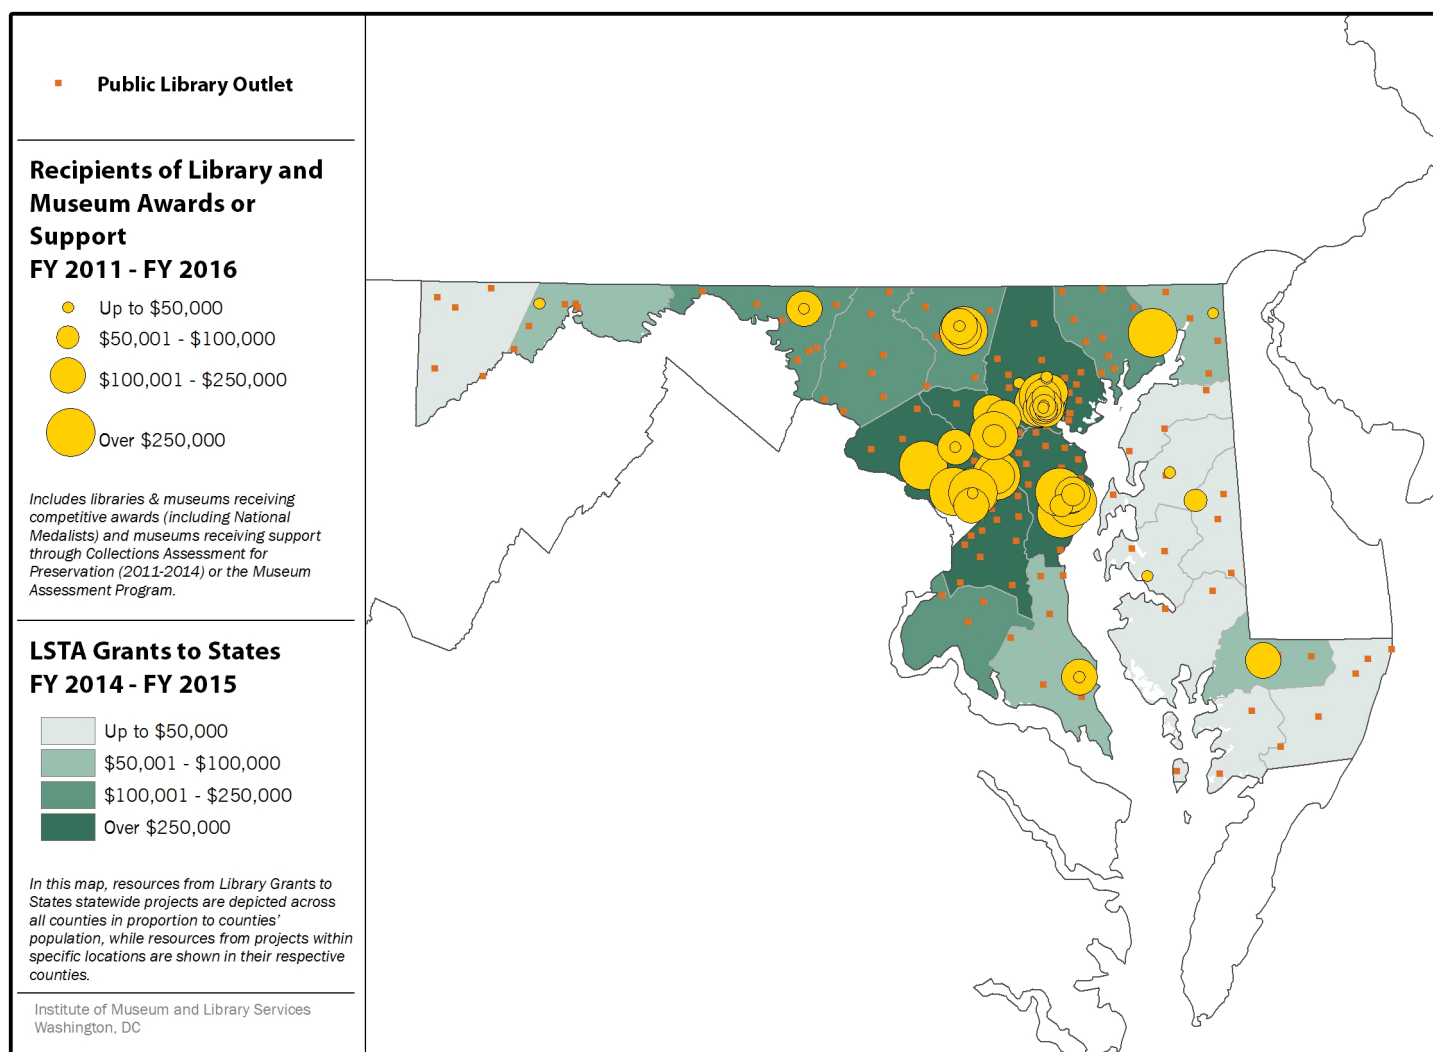 Public Library Outlet
Recipients of Library and
Museum Awards or
Support
FY 2011 - FY 2016
Up to $50,000
$50,001 - $100,000
$100,001 - $250,000
Over $250,000
Includes libraries & museums receiving
competitive awards (including National
Medalists) and museums receiving support
through Collections Assessment for
Preservation (2011-2014) or the Museum
Assessment Program.
LSTA Grants to States
FY 2014 - FY 2015
Up to $50,000
$50,001 - $100,000
$100,001 - $250,000
Over $250,000
In this map, resources from Library Grants to
States statewide projects are depicted across
all counties in proportion to counties'
population, while resources from projects within
specific locations are shown in their respective
counties.
Institute of Museum and Library Services
Washington, DC